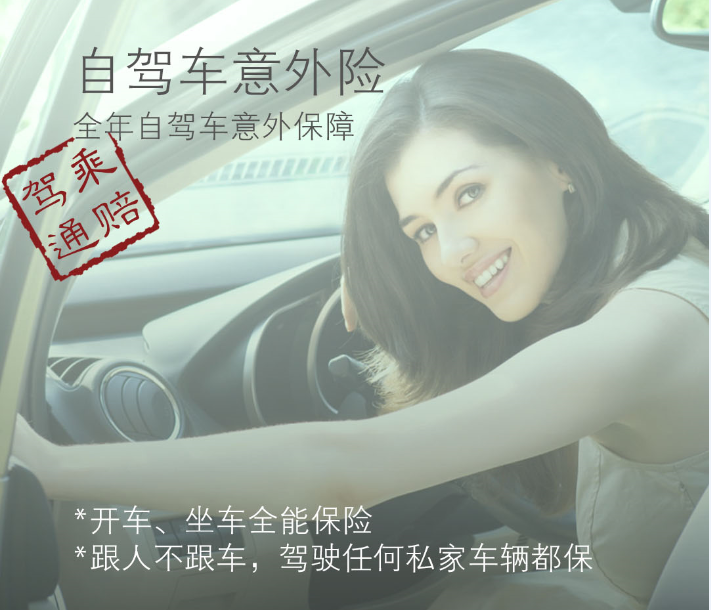 自驾车意外险
全年自驾车意外保障
驾乘
通赔
*开车、坐车全能保险
*跟人不跟车，驾驶任何私家车辆都保